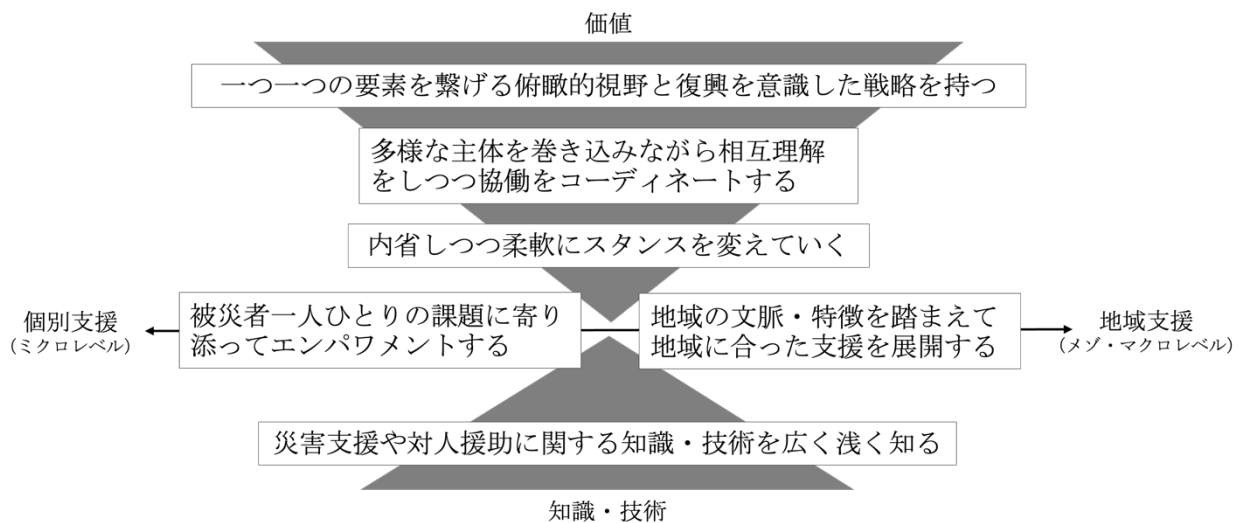 価値
一つ一つの要素を繋げる俯瞰的視野と復興を意識した戦略を持つ
多様な主体を巻き込みながら相互理解
をしつつ協働をコーディネートする
内省しつつ柔軟にスタンスを変えていく
個別支援
（ミクロレベル）
被災者一人ひとりの課題に寄り
添ってエンパワメントする
地域の文脈・特徴を踏まえて
地域に合った支援を展開する
地域支援
（メゾ・マクロレベル）
災害支援や対人援助に関する知識・技術を広く浅く知る
知識・技術